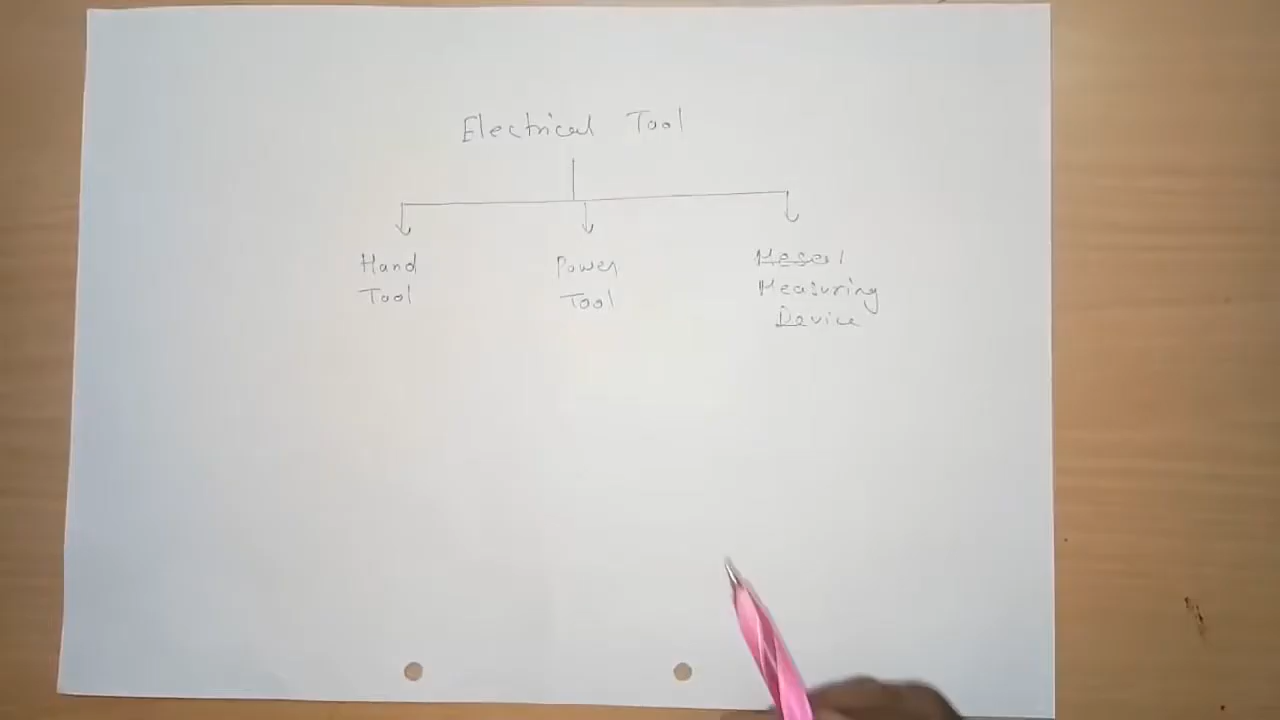 Electrical Tool
Hand
Tool
Power
Tool
Measuring
Device